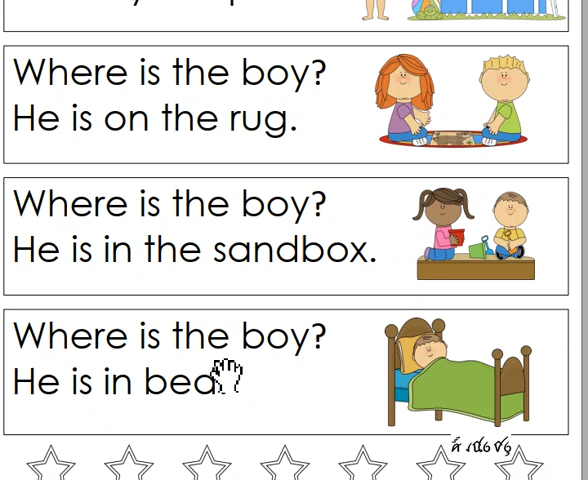 Where is the boy?
He is on the rug.
Where is the boy?
He is in the sandbox.
Where is the boy?
He is in bed